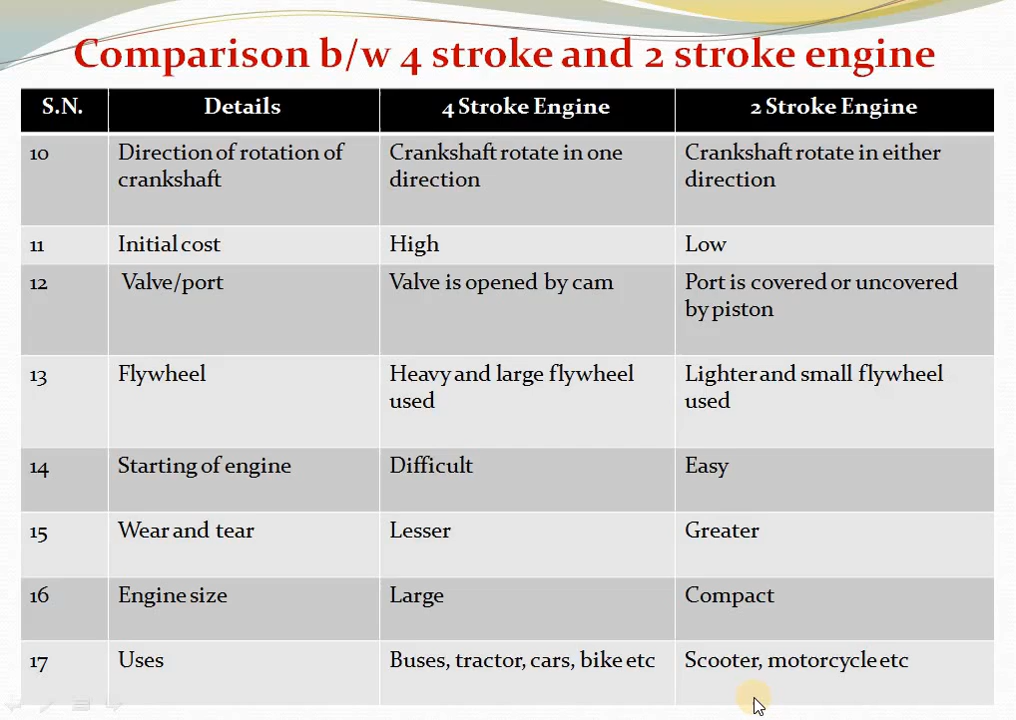 Comparison b/w 4 stroke and 2 stroke engine
S.N. Details 4 Stroke Engine 2 Stroke Engine
10 Direction of rotation of crankshaft Crankshaft rotate in one direction Crankshaft rotate in either direction
11 Initial cost High Low
12 Valve/port Valve is opened by cam Port is covered or uncovered by piston
13 Flywheel Heavy and large flywheel used Lighter and small flywheel used
14 Starting of engine Difficult Easy
15 Wear and tear Lesser Greater
16 Engine size Large Compact
17 Uses Buses, tractor, cars, bike etc Scooter, motorcycle etc